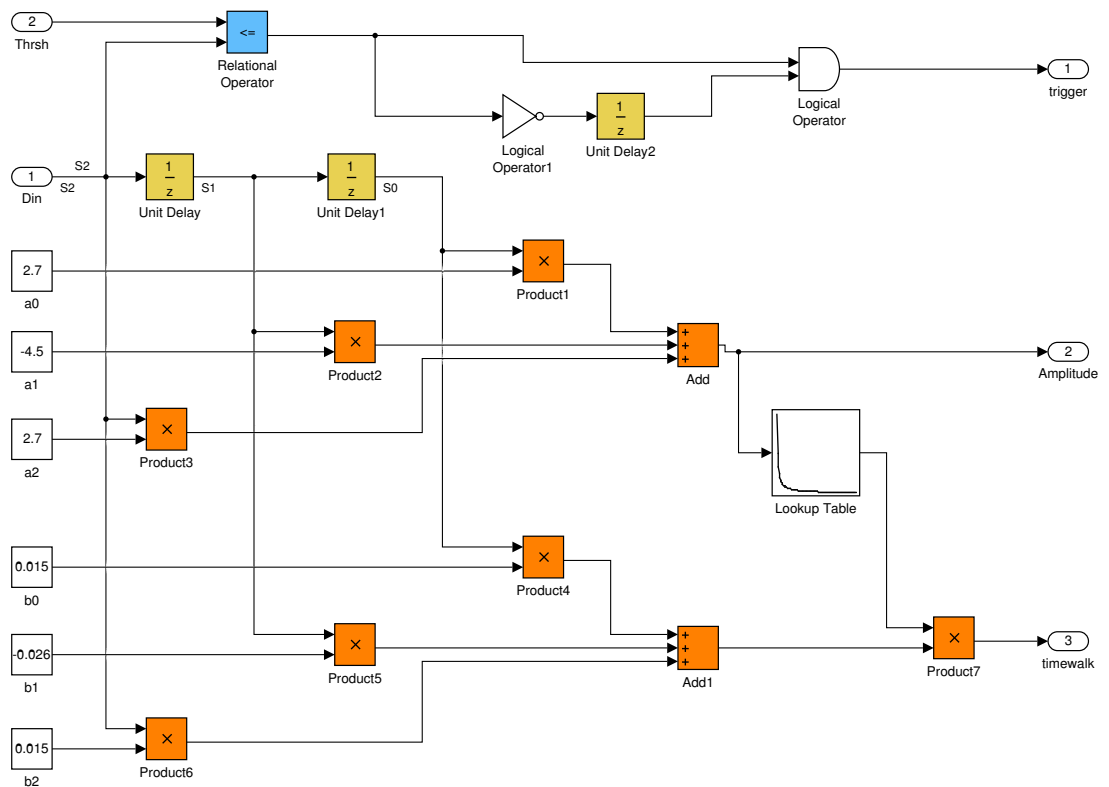 2
Thrsh
<=
Relational
Operator
Logical
Operator
1
trigger
Logical
Operator1
1
z
Unit Delay2
S2
1
Din
S2
1
z
Unit Delay
S1
1
z
Unit Delay1
S0
2.7
a0
×
Product1
-4.5
a1
×
Product2
+
+
+
Add
2
Amplitude
2.7
a2
×
Product3
Lookup Table
0.015
b0
×
Product4
-0.026
b1
×
Product5
+
+
+
Add1
×
Product7
3
timewalk
0.015
b2
×
Product6